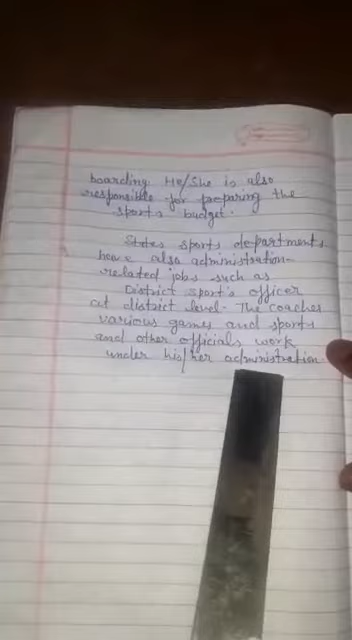 boarding. He/She is also
responsible for preparing the
sports budget.
States sports departments
have also administration-
related jobs such as
District sport's officer
at district level. The coaches
various games and sports
and other officials work
under his/her administration.